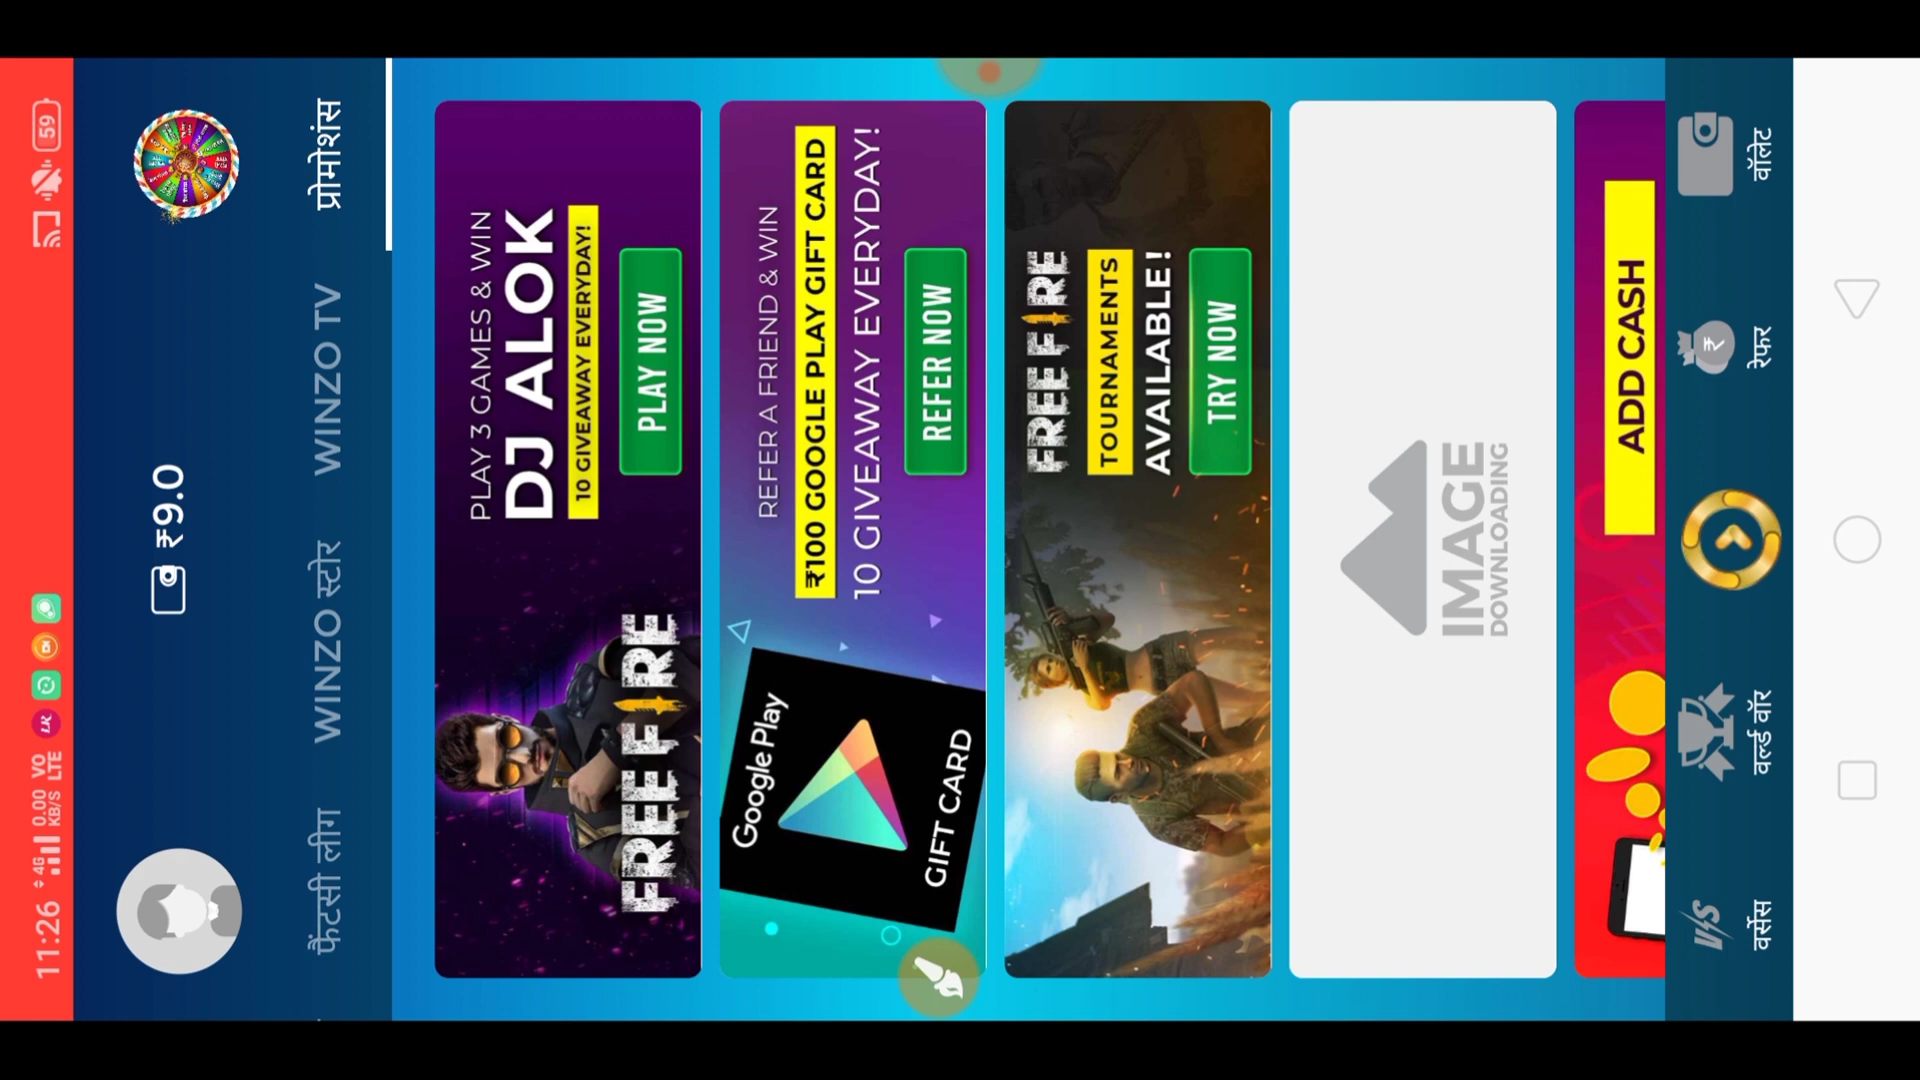 11:26 4G 0.00 KB/S VO LTE LR 59
₹9.0
फैंटसी लीग WINZO स्टोर WINZO TV प्रोमोशंस
PLAY 3 GAMES & WIN
DJ ALOK
10 GIVEAWAY EVERYDAY!
PLAY NOW
FREE FIRE
REFER A FRIEND & WIN
₹100 GOOGLE PLAY GIFT CARD
10 GIVEAWAY EVERYDAY!
REFER NOW
Google Play
GIFT CARD
FREE FIRE
TOURNAMENTS
AVAILABLE!
TRY NOW
IMAGE
DOWNLOADING
ADD CASH
V/S ₹
वर्सेस वर्ल्ड वॉर रेफर वॉलेट